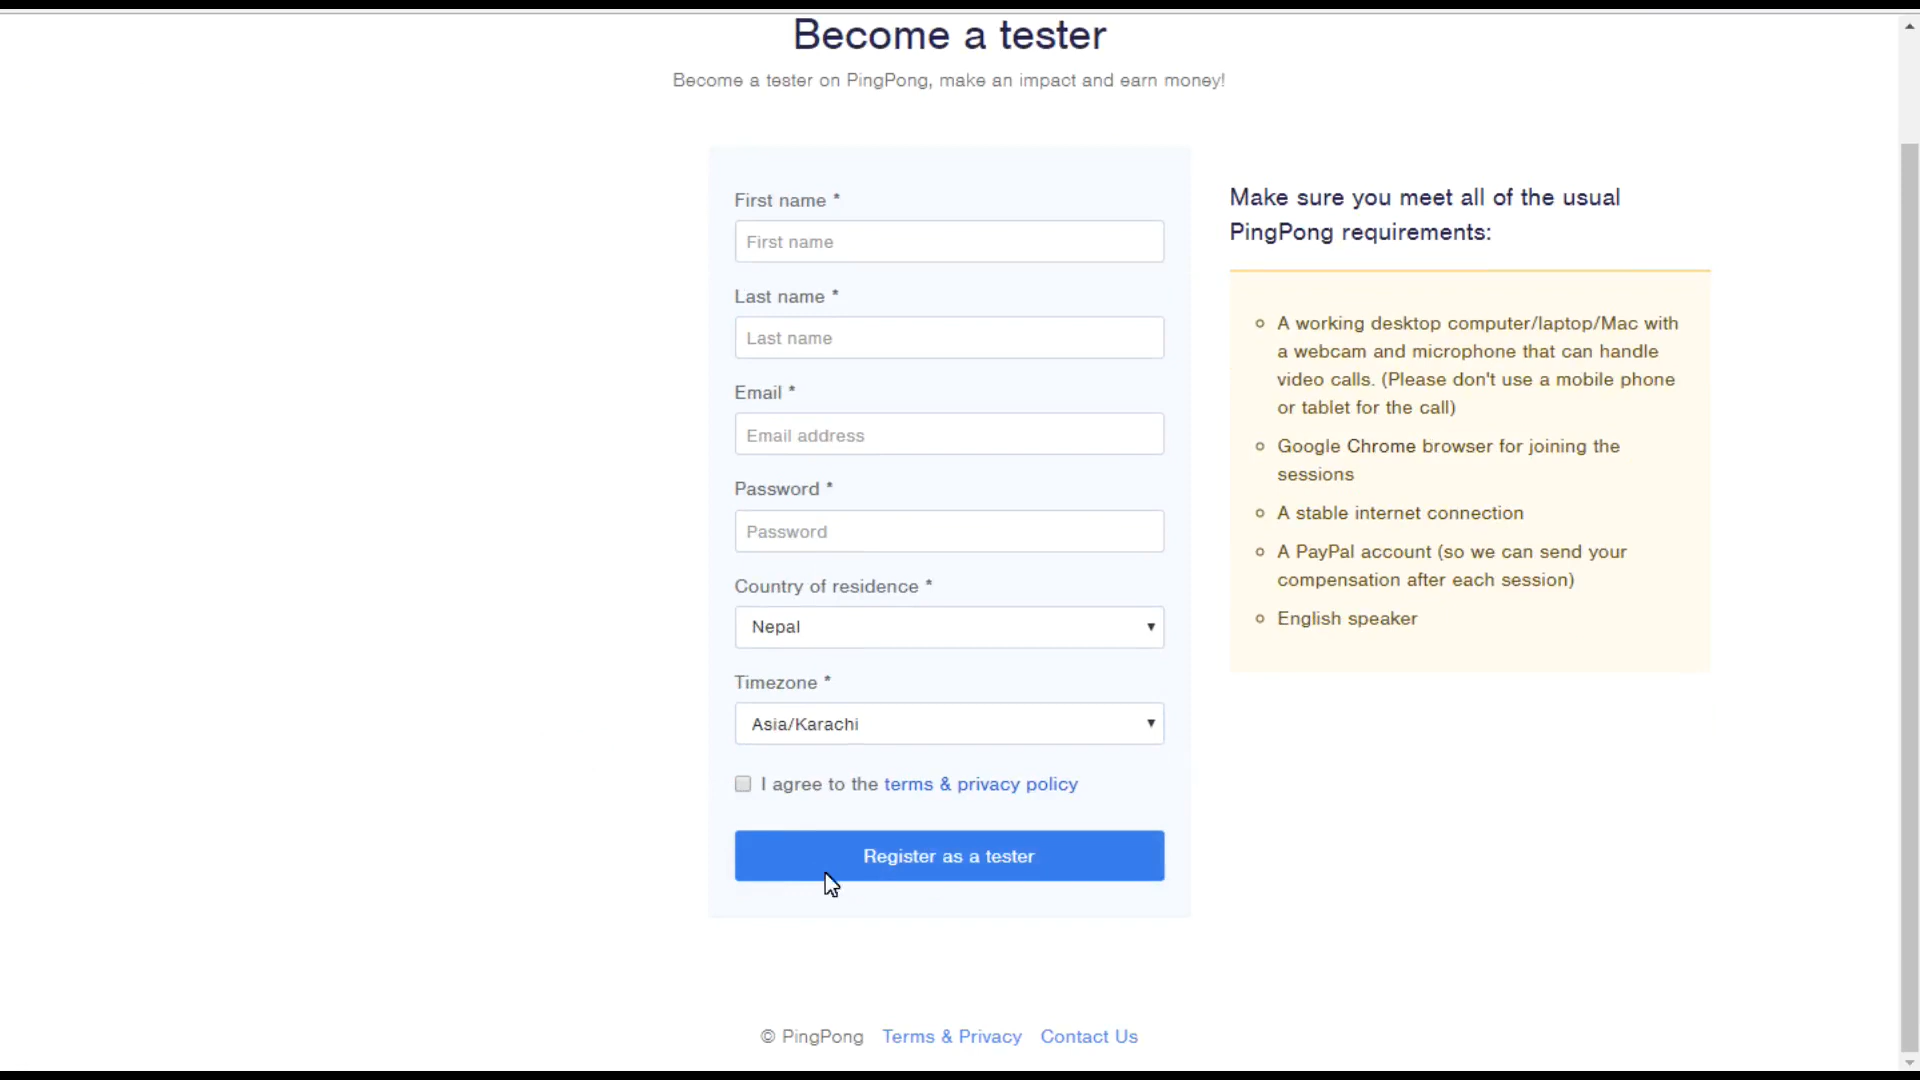 Become a tester
Become a tester on PingPong, make an impact and earn money!
First name *
First name
Last name *
Last name
Email *
Email address
Password *
Password
Country of residence *
Nepal
Timezone *
Asia/Karachi
I agree to the terms & privacy policy
Register as a tester
Make sure you meet all of the usual
PingPong requirements:
A working desktop computer/laptop/Mac with
a webcam and microphone that can handle
video calls. (Please don't use a mobile phone
or tablet for the call)
Google Chrome browser for joining the
sessions
A stable internet connection
A PayPal account (so we can send your
compensation after each session)
English speaker
© PingPong Terms & Privacy Contact Us